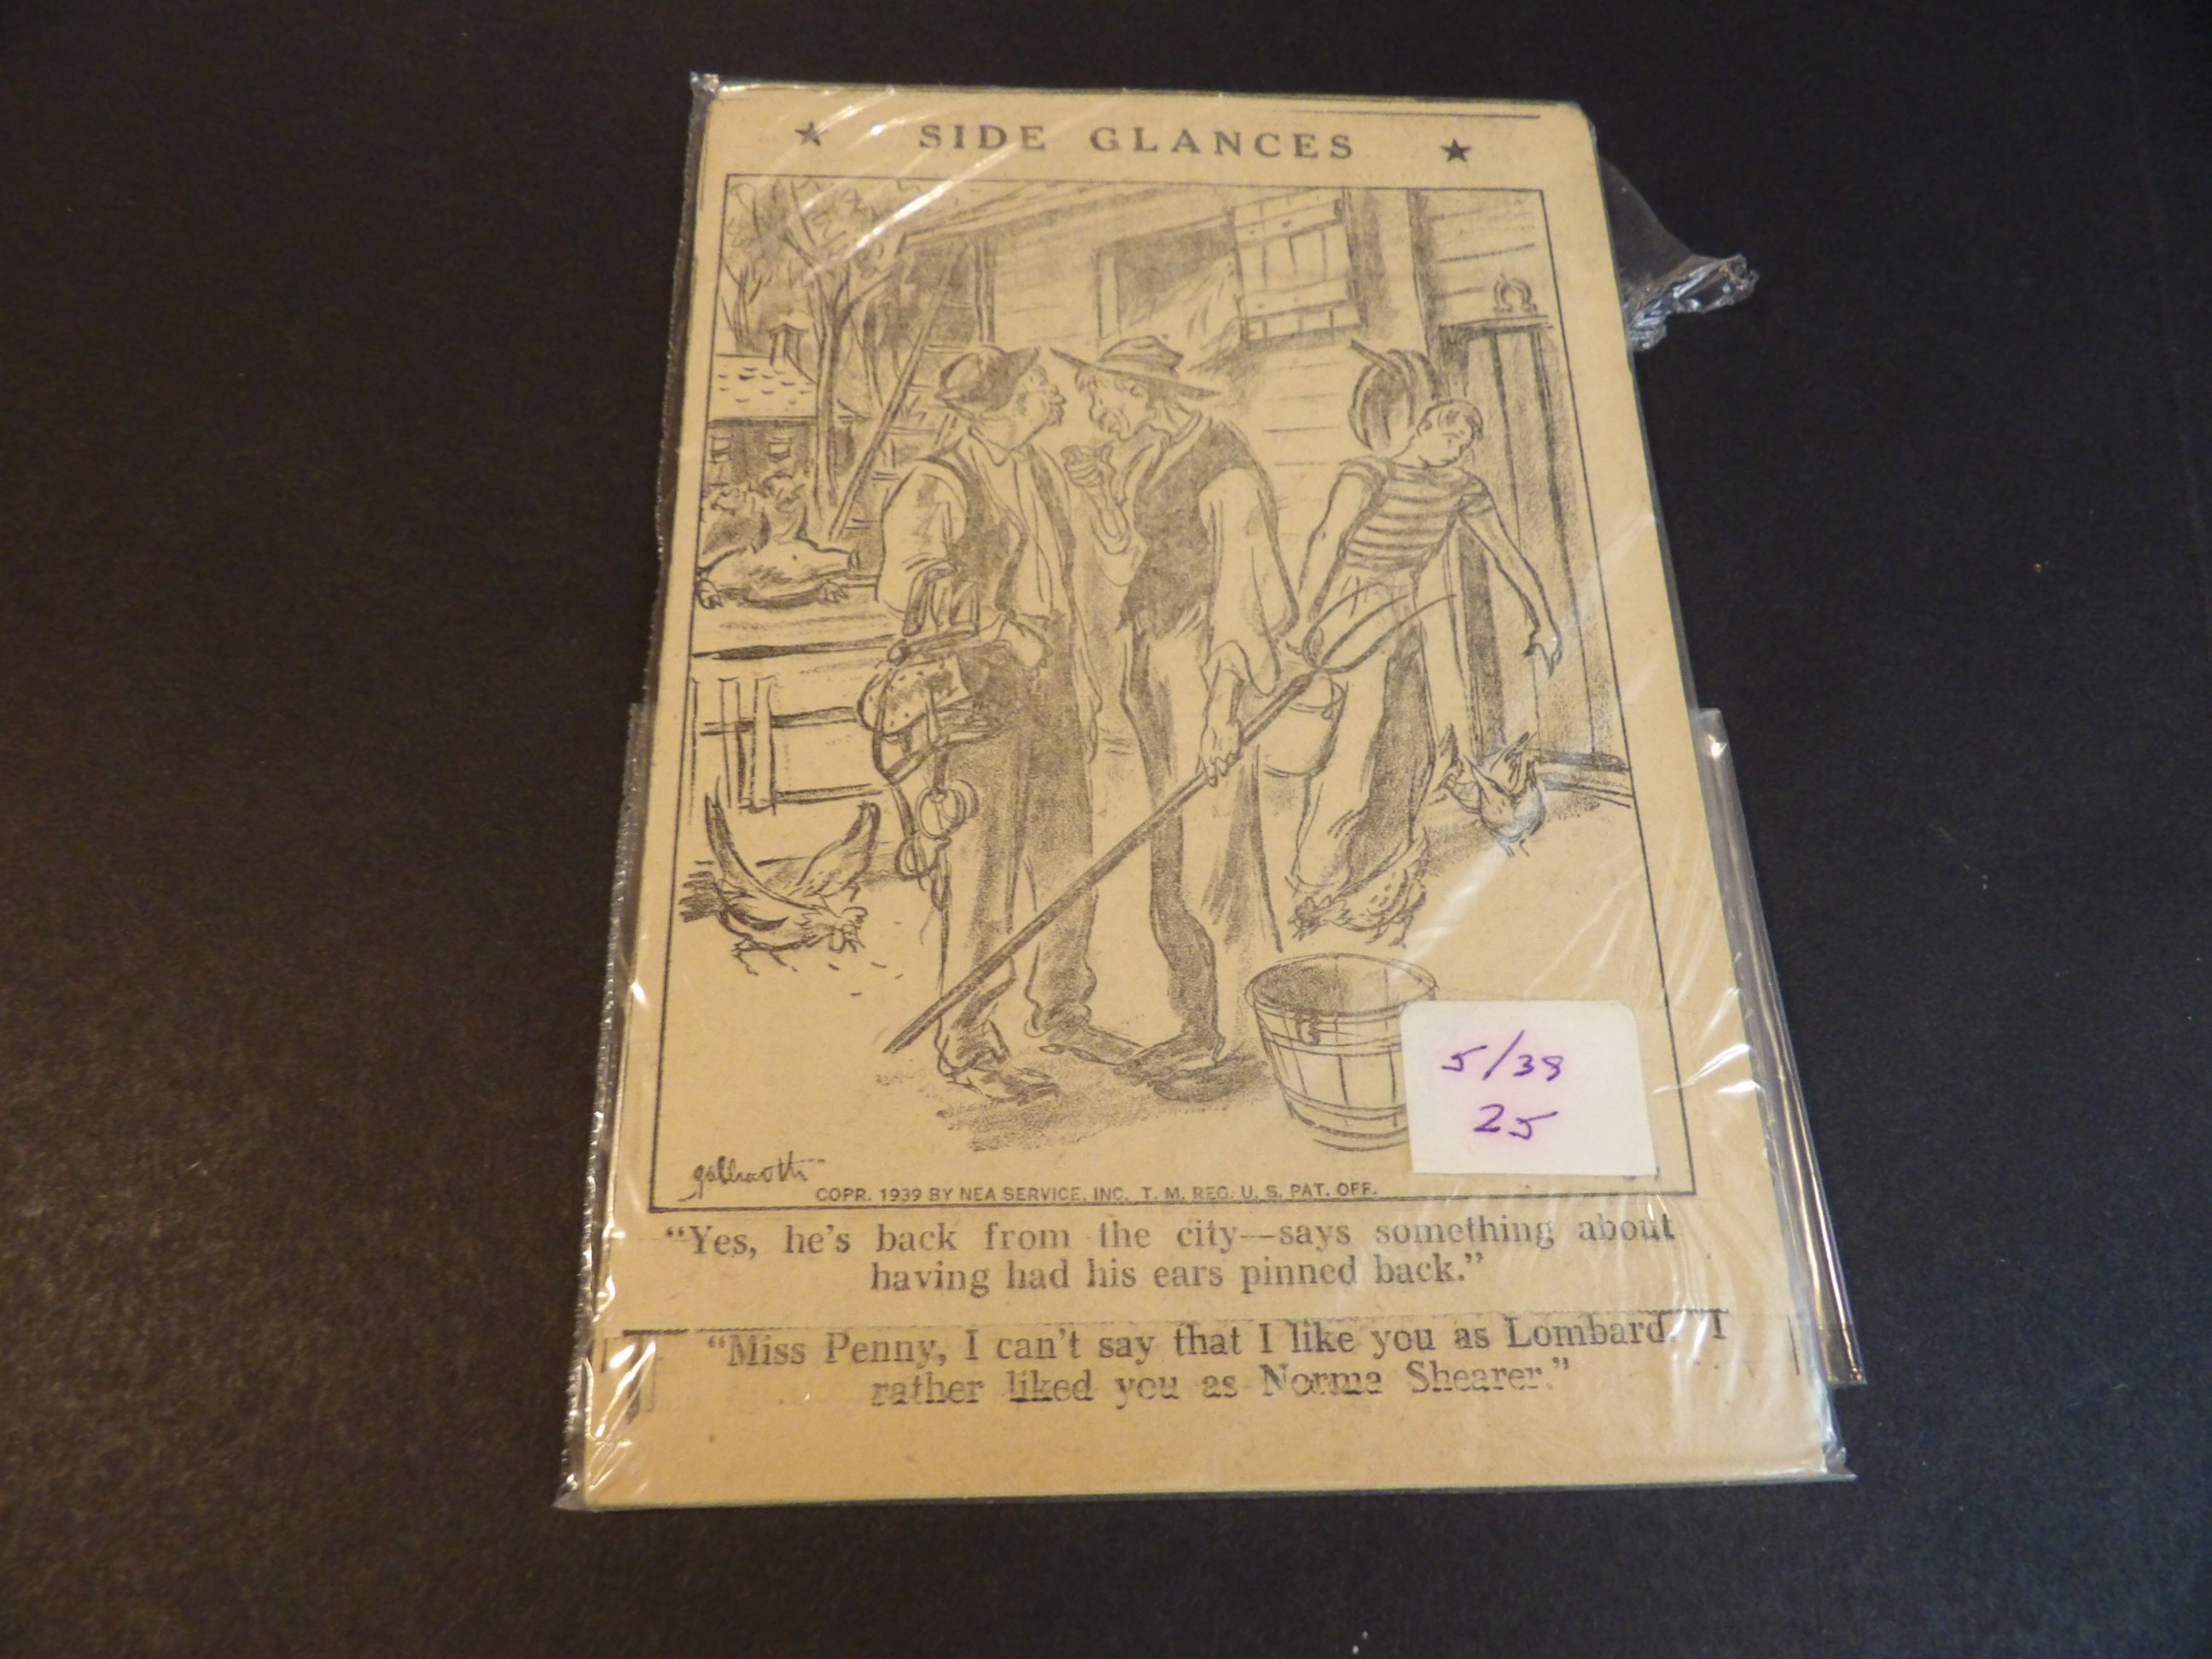 ★ SIDE GLANCES ★
galbraith
COPR. 1939 BY NEA SERVICE, INC. T. M. REG. U. S. PAT. OFF.
5/39
25
“Yes, he's back from the city—says something about
having had his ears pinned back.”
“Miss Penny, I can't say that I like you as Lombard. I
rather liked you as Norma Shearer.”